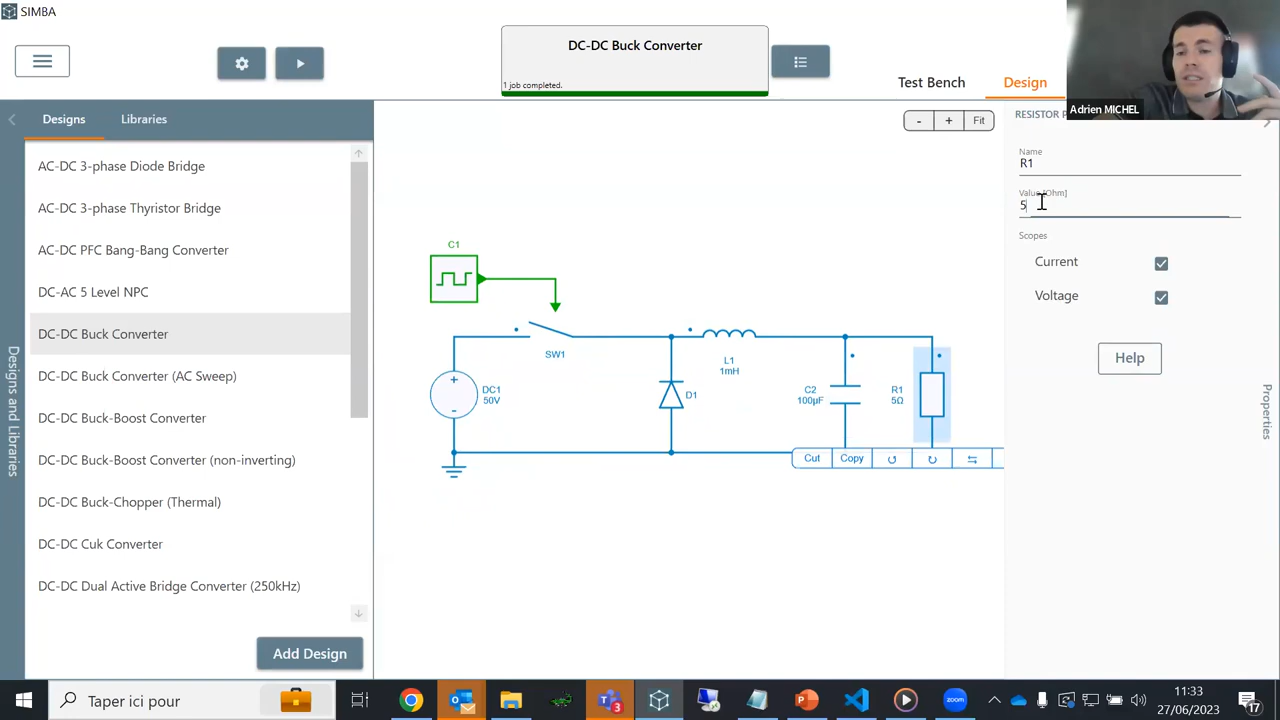 SIMBA
DC-DC Buck Converter
1 job completed.
Test Bench
Design
Adrien MICHEL
Designs
Libraries
Designs and Libraries
AC-DC 3-phase Diode Bridge
AC-DC 3-phase Thyristor Bridge
AC-DC PFC Bang-Bang Converter
DC-AC 5 Level NPC
DC-DC Buck Converter
DC-DC Buck Converter (AC Sweep)
DC-DC Buck-Boost Converter
DC-DC Buck-Boost Converter (non-inverting)
DC-DC Buck-Chopper (Thermal)
DC-DC Cuk Converter
DC-DC Dual Active Bridge Converter (250kHz)
Add Design
- + Fit
C1
SW1
DC1
50V
D1
L1
1mH
C2
100µF
R1
5Ω
Cut Copy
RESISTOR
Name
R1
Value [Ohm]
5
Scopes
Current
Voltage
Help
Properties
Taper ici pour
3
11:33
27/06/2023
17
zoom